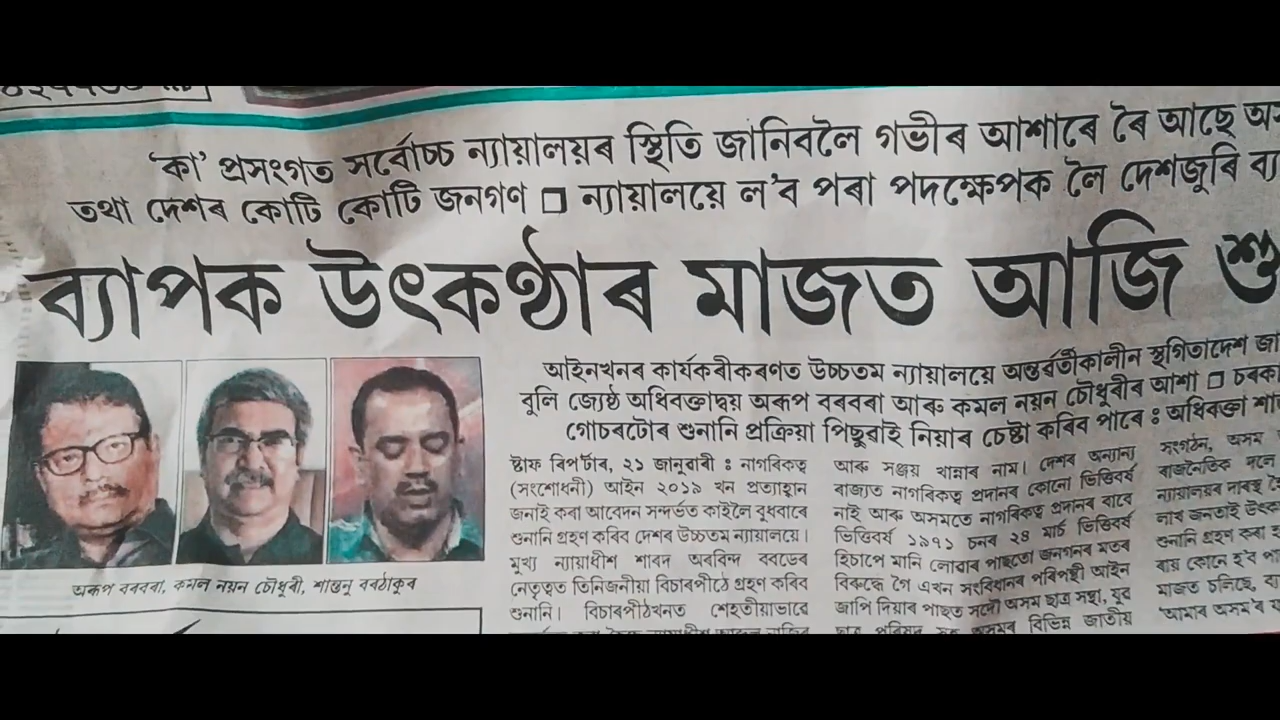 'কা' প্ৰসংগত সৰ্বোচ্চ ন্যায়ালয়ৰ স্থিতি জানিবলৈ গভীৰ আশাৰে ৰৈ আছে
তথা দেশৰ কোটি কোটি জনগণ □ ন্যায়ালয়ে ল'ব পৰা পদক্ষেপক লৈ দেশজুৰি
ব্যাপক উৎকণ্ঠাৰ মাজত আজি
আইনখনৰ কাৰ্যকৰীকৰণত উচ্চতম ন্যায়ালয়ে অন্তৰ্বৰ্তীকালীন স্থগিতাদেশ
বুলি জ্যেষ্ঠ অধিবক্তাদ্বয় অৰূপ বৰবৰা আৰু কমল নয়ন চৌধুৰীৰ আশা □
গোচৰটোৰ শুনানি প্ৰক্ৰিয়া পিছুৱাই নিয়াৰ চেষ্টা কৰিব পাৰে : অধিবক্তা
অৰূপ বৰবৰা, কমল নয়ন চৌধুৰী, শান্তনু বৰঠাকুৰ
ষ্টাফ ৰিপৰ্টাৰ, ২১ জানুৱাৰী : নাগৰিকত্ব
(সংশোধনী) আইন ২০১৯ খন প্ৰত্যাহ্বান
জনাই কৰা আবেদন সন্দৰ্ভত কাইলৈ বুধবাৰে
শুনানি গ্ৰহণ কৰিব দেশৰ উচ্চতম ন্যায়ালয়ে।
মুখ্য ন্যায়াধীশ শাৰদ অৰবিন্দ ববডেৰ
নেতৃত্বত তিনিজনীয়া বিচাৰপীঠে গ্ৰহণ কৰিব
শুনানি। বিচাৰপীঠখনত শেহতীয়াভাৱে
আৰু সঞ্জয় খান্নাৰ নাম। দেশৰ অন্যান্য
ৰাজ্যত নাগৰিকত্ব প্ৰদানৰ কোনো ভিত্তিবৰ্ষ
নাই আৰু অসমতে নাগৰিকত্ব প্ৰদানৰ বাবে
ভিত্তিবৰ্ষ ১৯৭১ চনৰ ২৪ মাৰ্চ ভিত্তিবৰ্ষ
হিচাপে মানি লোৱাৰ পাছতো জনগনৰ মতৰ
বিৰুদ্ধে গৈ এখন সংবিধানৰ পৰিপন্থী আইন
জাপি দিয়াৰ পাছত সদৌ অসম ছাত্ৰ সন্থা, যুব
বিভিন্ন জাতীয়
সংগঠন, অসম
ৰাজনৈতিক দলে
ন্যায়ালয়ৰ দ্বাৰস্থ
লাখ জনতাই
শুনানি গ্ৰহণ কৰা
ৰায় কোনে হ'ব
মাজত চলিছে,
'আমাৰ অসম'ৰ